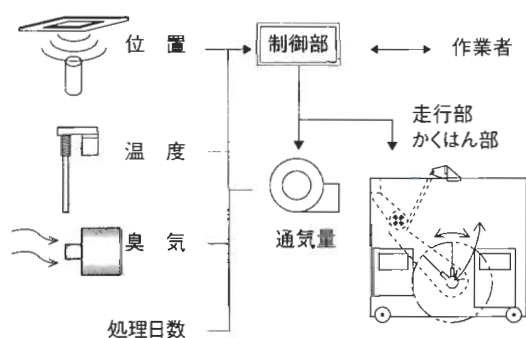 位置
制御部
作業者
走行部
かくはん部
温度
通気量
臭気
処理日数